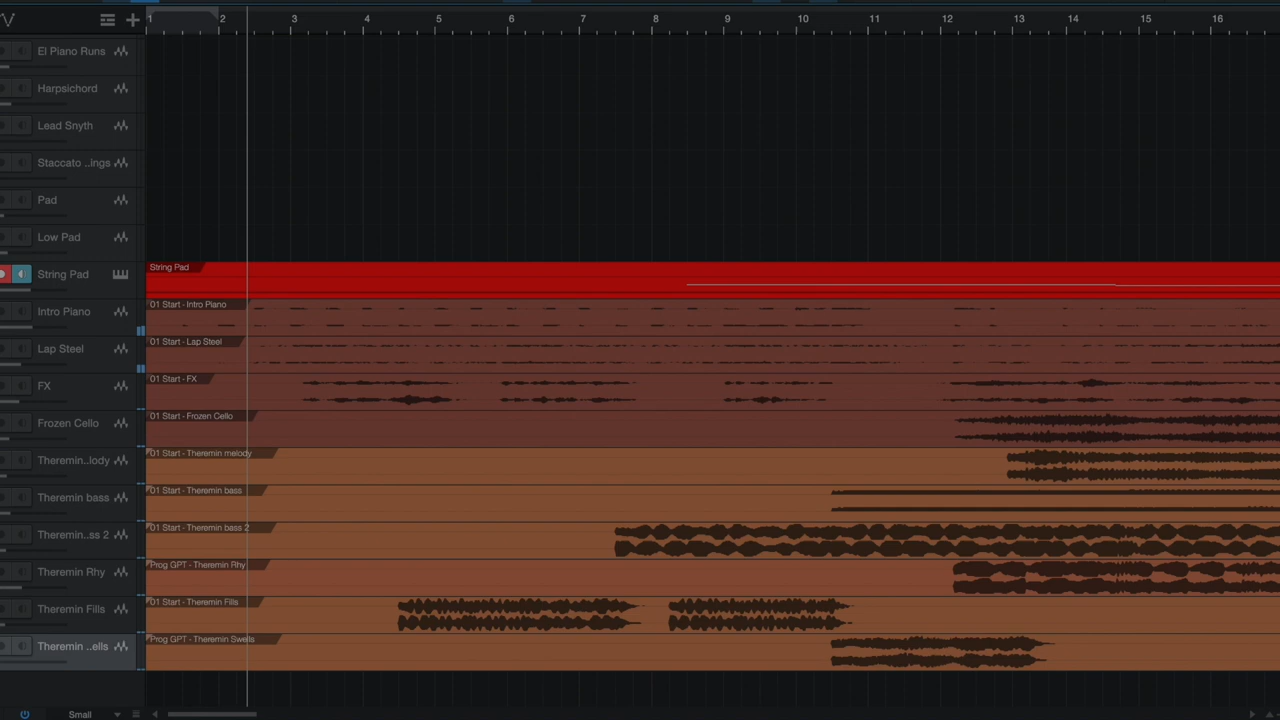 1 2 3 4 5 6 7 8 9 10 11 12 13 14 15 16
El Piano Runs
Harpsichord
Lead Snyth
Staccato ..ings
Pad
Low Pad
String Pad
String Pad
Intro Piano
01 Start - Intro Piano
Lap Steel
01 Start - Lap Steel
FX
01 Start - FX
Frozen Cello
01 Start - Frozen Cello
Theremin..lody
01 Start - Theremin melody
Theremin bass
01 Start - Theremin bass
Theremin..ss 2
01 Start - Theremin bass 2
Theremin Rhy
Prog GPT - Theremin Rhy
Theremin Fills
01 Start - Theremin Fills
Theremin ..ells
Prog GPT - Theremin Swells
Small